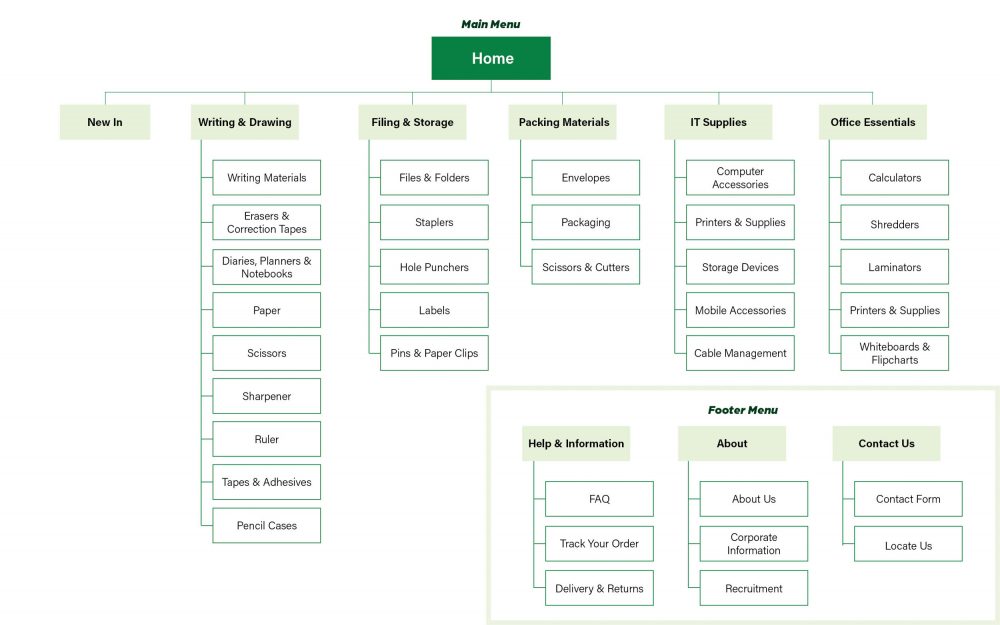 Main Menu
Home
New In
Writing & Drawing
Filing & Storage
Packing Materials
IT Supplies
Office Essentials
Writing Materials
Erasers &
Correction Tapes
Diaries, Planners &
Notebooks
Paper
Scissors
Sharpener
Ruler
Tapes & Adhesives
Pencil Cases
Files & Folders
Staplers
Hole Punchers
Labels
Pins & Paper Clips
Envelopes
Packaging
Scissors & Cutters
Computer
Accessories
Printers & Supplies
Storage Devices
Mobile Accessories
Cable Management
Calculators
Shredders
Laminators
Printers & Supplies
Whiteboards &
Flipcharts
Footer Menu
Help & Information
About
Contact Us
FAQ
Track Your Order
Delivery & Returns
About Us
Corporate
Information
Recruitment
Contact Form
Locate Us